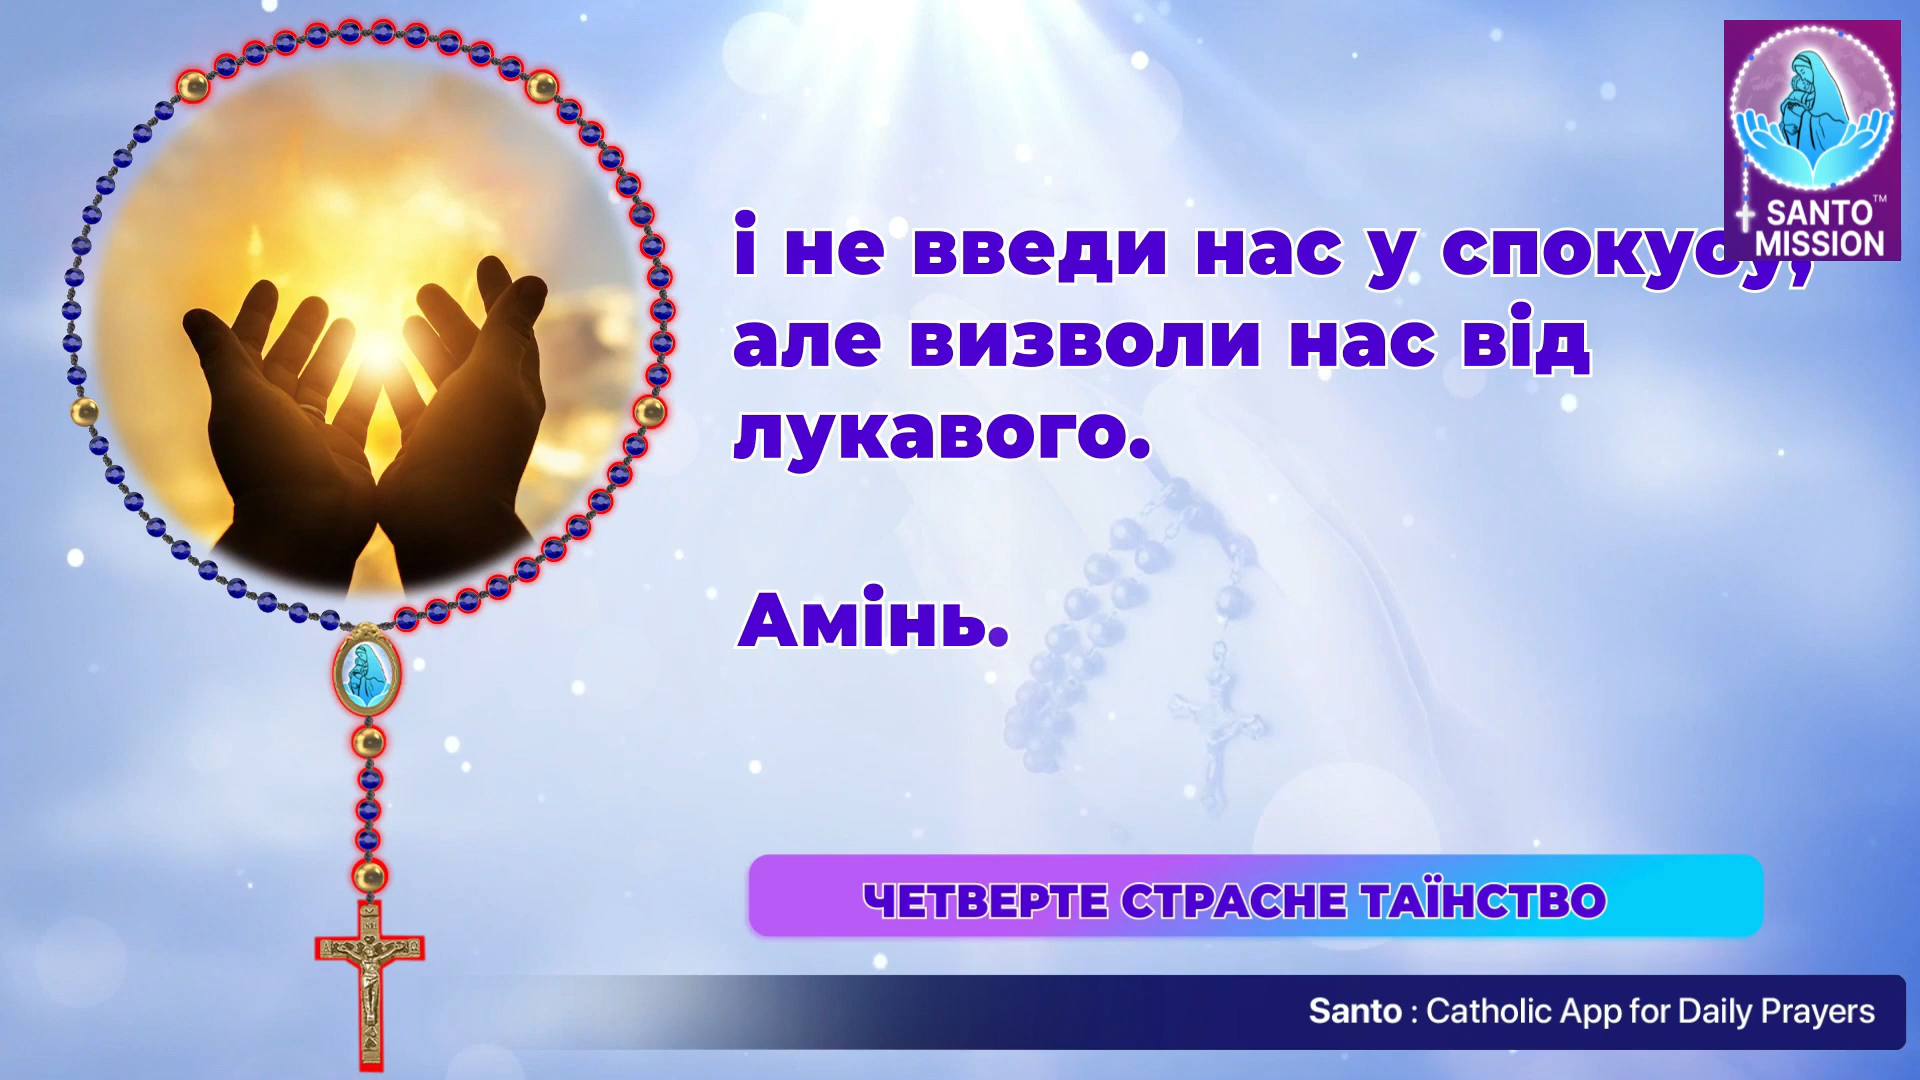 і не введи нас у спокусу,
але визволи нас від
лукавого.
Амінь.
SANTO™
MISSION
ЧЕТВЕРТЕ СТРАСНЕ ТАЇНСТВО
Santo : Catholic App for Daily Prayers